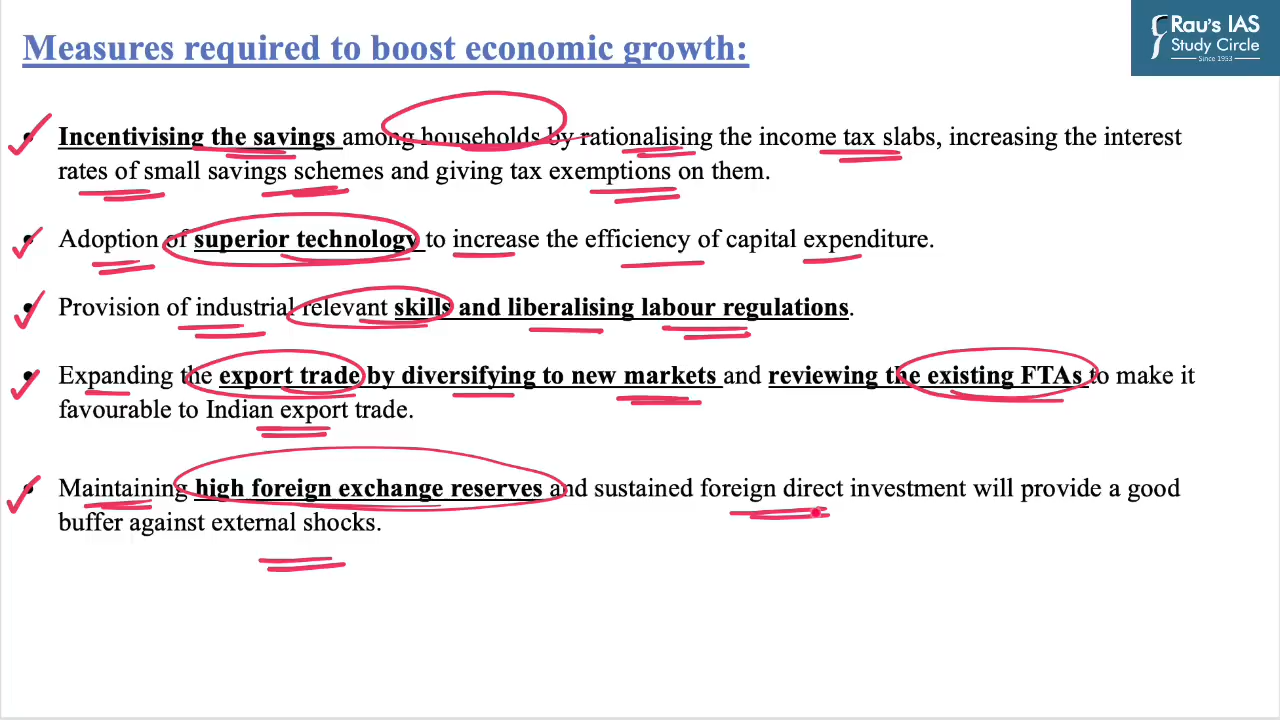 Measures required to boost economic growth:
Rau's IAS
Study Circle
Since 1953
Incentivising the savings among households by rationalising the income tax slabs, increasing the interest
rates of small savings schemes and giving tax exemptions on them.
Adoption of superior technology to increase the efficiency of capital expenditure.
Provision of industrial relevant skills and liberalising labour regulations.
Expanding the export trade by diversifying to new markets and reviewing the existing FTAs to make it
favourable to Indian export trade.
Maintaining high foreign exchange reserves and sustained foreign direct investment will provide a good
buffer against external shocks.